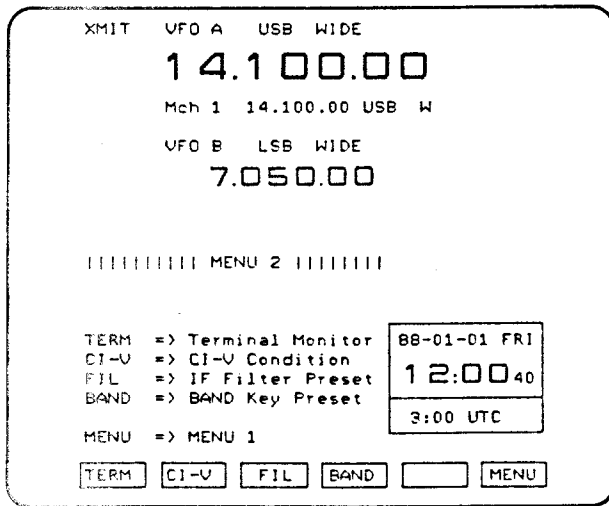 XMIT VFO A USB WIDE
14.100.00
Mch 1 14.100.00 USB W
VFO B LSB WIDE
7.050.00
|||||||||| MENU 2 ||||||||
TERM => Terminal Monitor
CI-V => CI-V Condition
FIL => IF Filter Preset
BAND => BAND Key Preset
MENU => MENU 1
88-01-01 FRI
12:00 40
3:00 UTC
TERM CI-V FIL BAND MENU